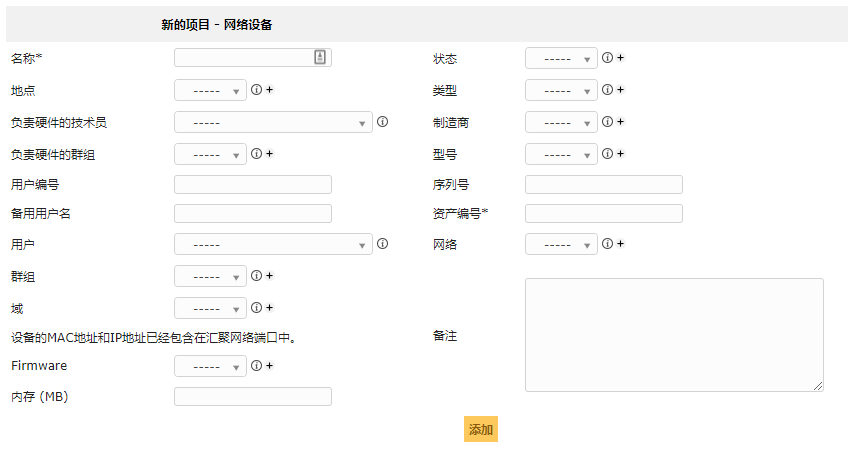 新的项目 - 网络设备
名称*
状态 -----
地点 -----
类型 -----
负责硬件的技术员 -----
制造商 -----
负责硬件的群组 -----
型号 -----
用户编号
序列号
备用用户名
资产编号*
用户 -----
网络 -----
群组 -----
域 -----
设备的MAC地址和IP地址已经包含在汇聚网络端口中。
备注
Firmware -----
内存 (MB)
添加